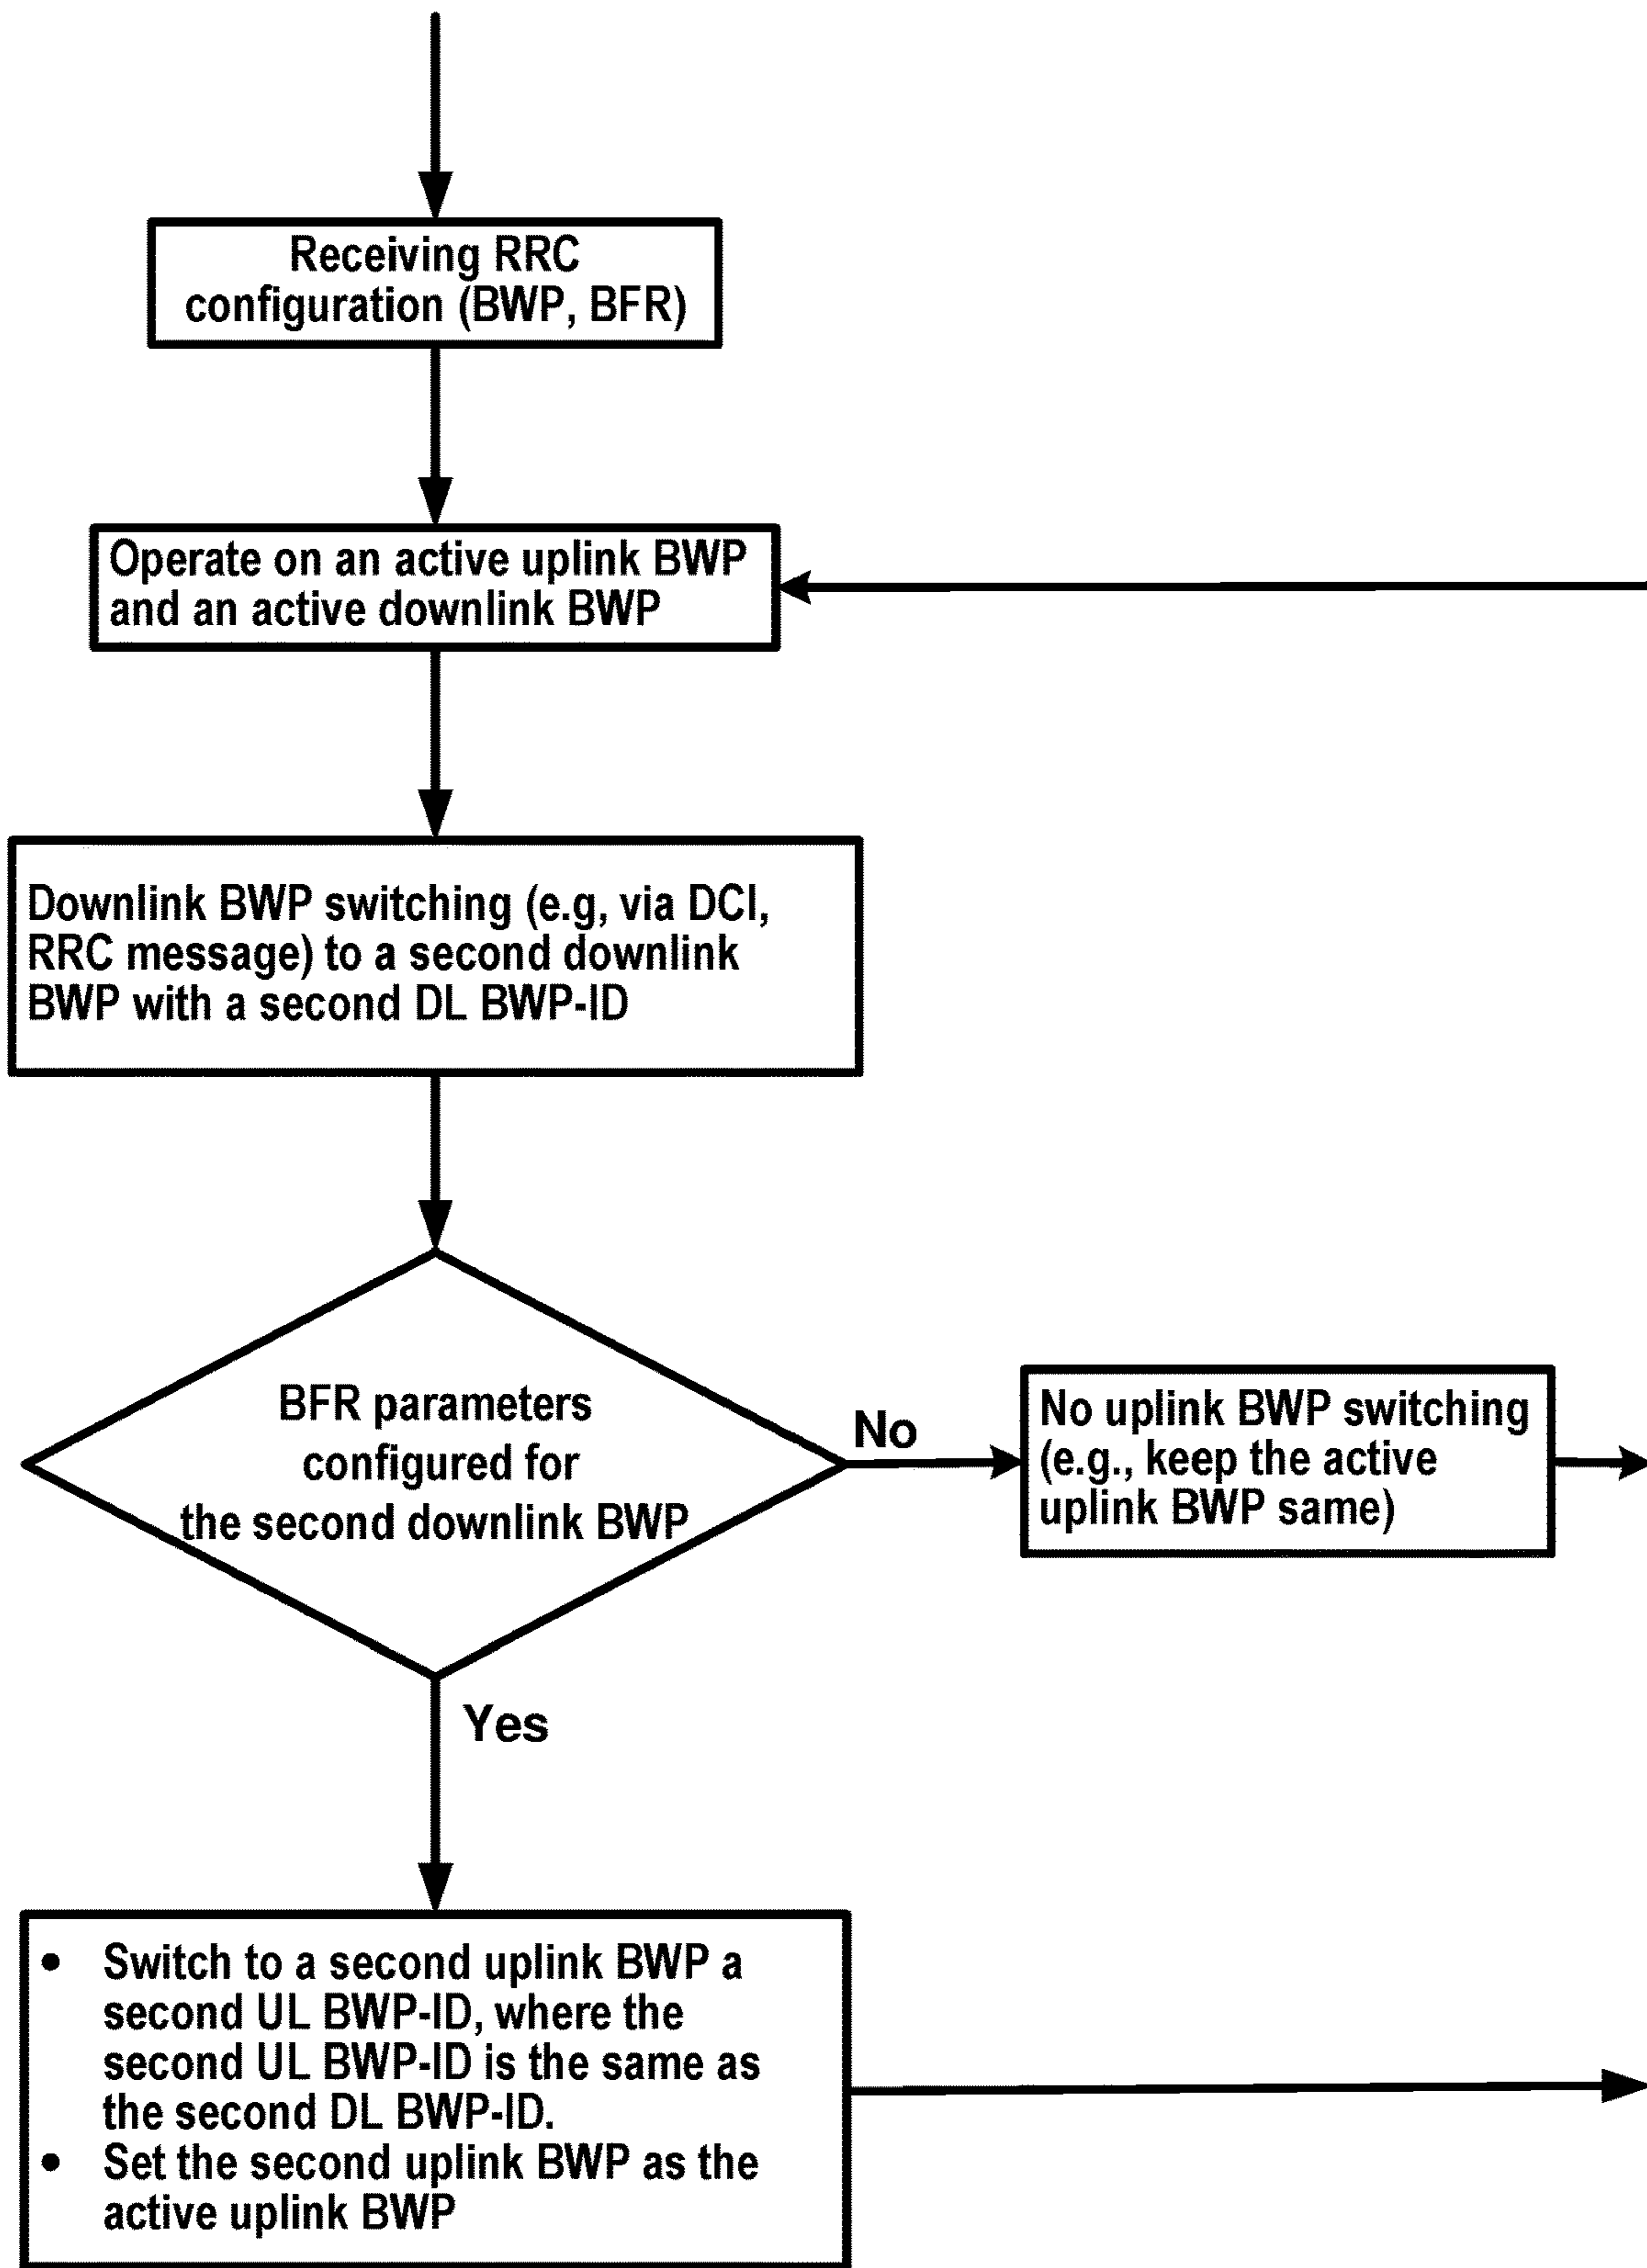 Receiving RRC
configuration (BWP, BFR)
Operate on an active uplink BWP
and an active downlink BWP
Downlink BWP switching (e.g, via DCI,
RRC message) to a second downlink
BWP with a second DL BWP-ID
BFR parameters
configured for
the second downlink BWP
No
No uplink BWP switching
(e.g., keep the active
uplink BWP same)
Yes
• Switch to a second uplink BWP a
second UL BWP-ID, where the
second UL BWP-ID is the same as
the second DL BWP-ID.
• Set the second uplink BWP as the
active uplink BWP